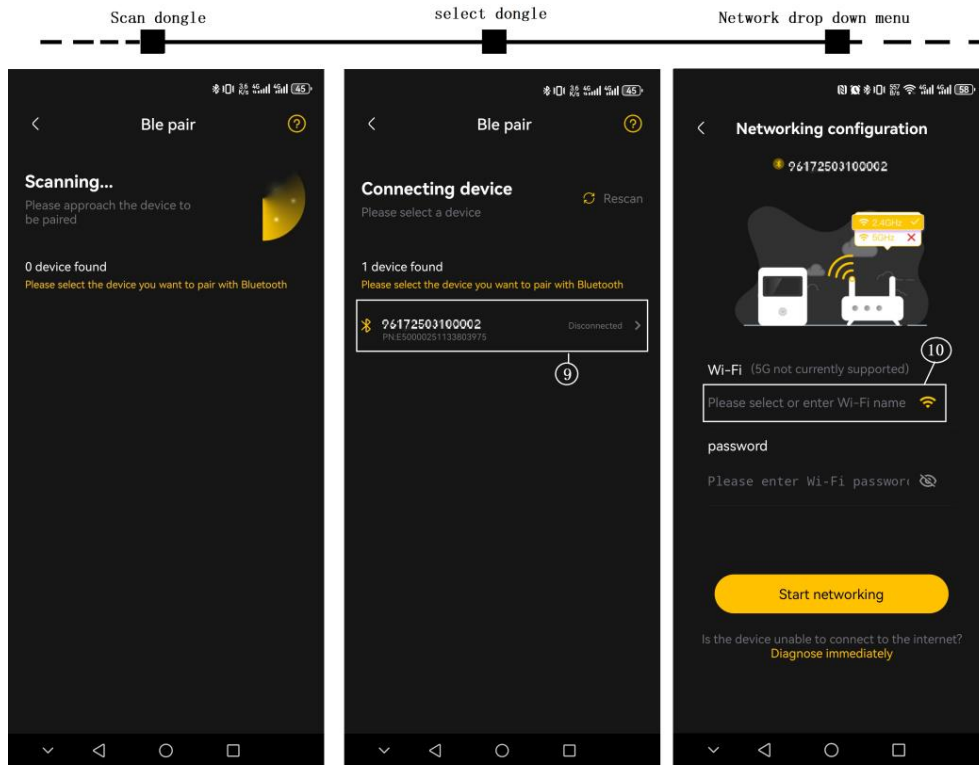 Scan dongle
select dongle
Network drop down menu
45
Ble pair
?
Scanning...
Please approach the device to
be paired
0 device found
Please select the device you want to pair with Bluetooth
45
Ble pair
?
Connecting device
Please select a device
Rescan
1 device found
Please select the device you want to pair with Bluetooth
96172503100002
Disconnected
PN:E50000251133803975
9
58
Networking configuration
96172503100002
2.4GHz
5GHz
10
Wi-Fi (5G not currently supported)
Please select or enter Wi-Fi name
password
Please enter Wi-Fi passwor
Start networking
Is the device unable to connect to the internet?
Diagnose immediately